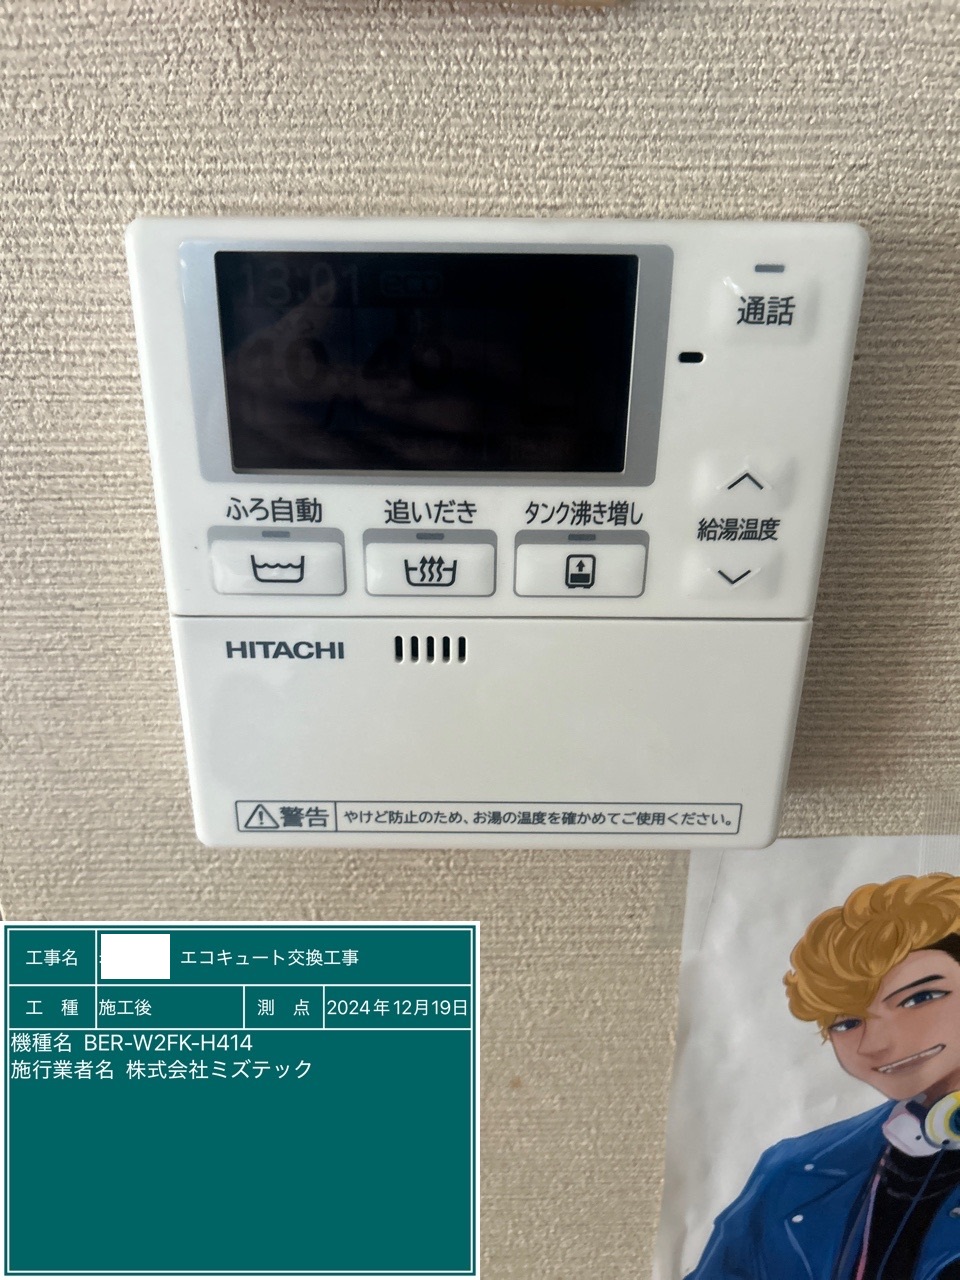 13:01
通話
ふろ自動
追いだき
タンク沸き増し
給湯温度
HITACHI
警告 やけど防止のため、お湯の温度を確かめてご使用ください。
工事名 エコキュート交換工事
工 種 施工後 測 点 2024年12月19日
機種名 BER-W2FK-H414
施行業者名 株式会社ミズテック